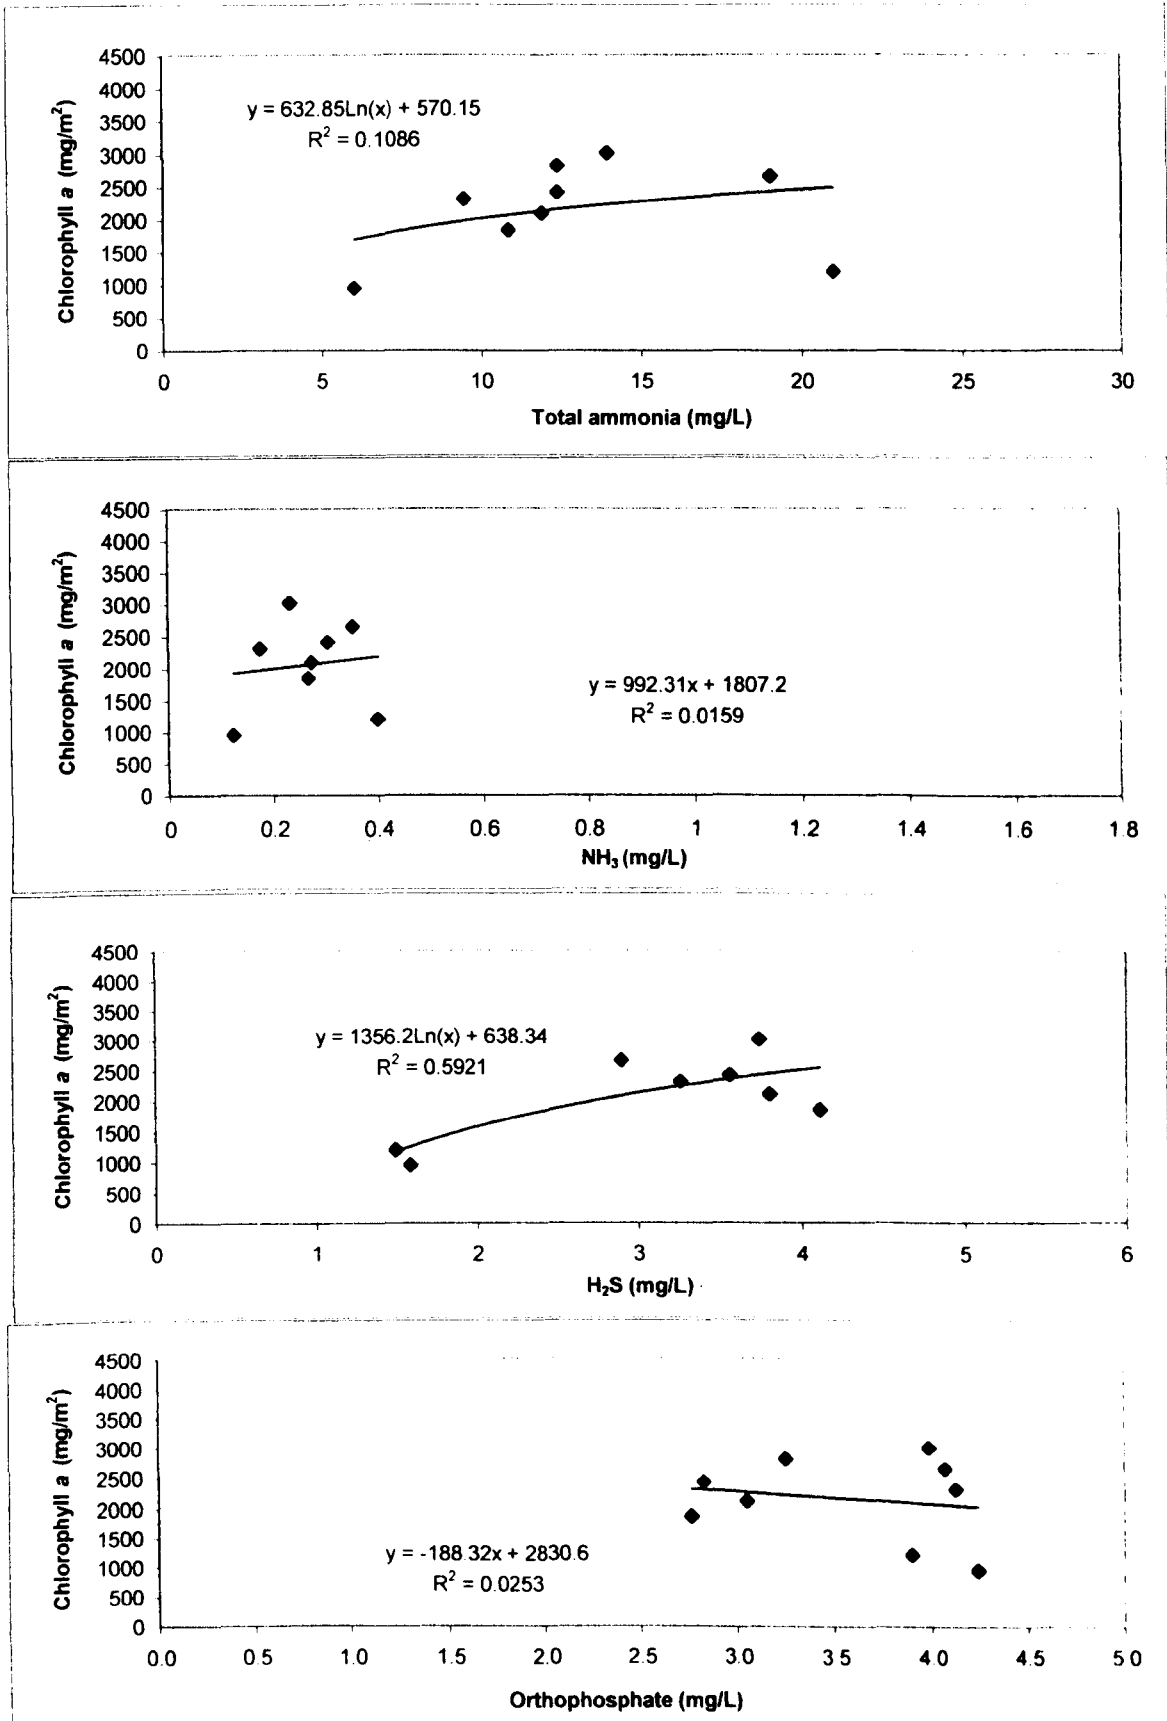 4500
4000
3500
3000
2500
2000
1500
1000
500
0
Chlorophyll a (mg/m²)
y = 632.85Ln(x) + 570.15
R² = 0.1086
0 5 10 15 20 25 30
Total ammonia (mg/L)
4500
4000
3500
3000
2500
2000
1500
1000
500
0
Chlorophyll a (mg/m²)
y = 992.31x + 1807.2
R² = 0.0159
0 0.2 0.4 0.6 0.8 1 1.2 1.4 1.6 1.8
NH₃ (mg/L)
4500
4000
3500
3000
2500
2000
1500
1000
500
0
Chlorophyll a (mg/m²)
y = 1356.2Ln(x) + 638.34
R² = 0.5921
0 1 2 3 4 5 6
H₂S (mg/L)
4500
4000
3500
3000
2500
2000
1500
1000
500
0
Chlorophyll a (mg/m²)
y = -188.32x + 2830.6
R² = 0.0253
0.0 0.5 1.0 1.5 2.0 2.5 3.0 3.5 4.0 4.5 5.0
Orthophosphate (mg/L)